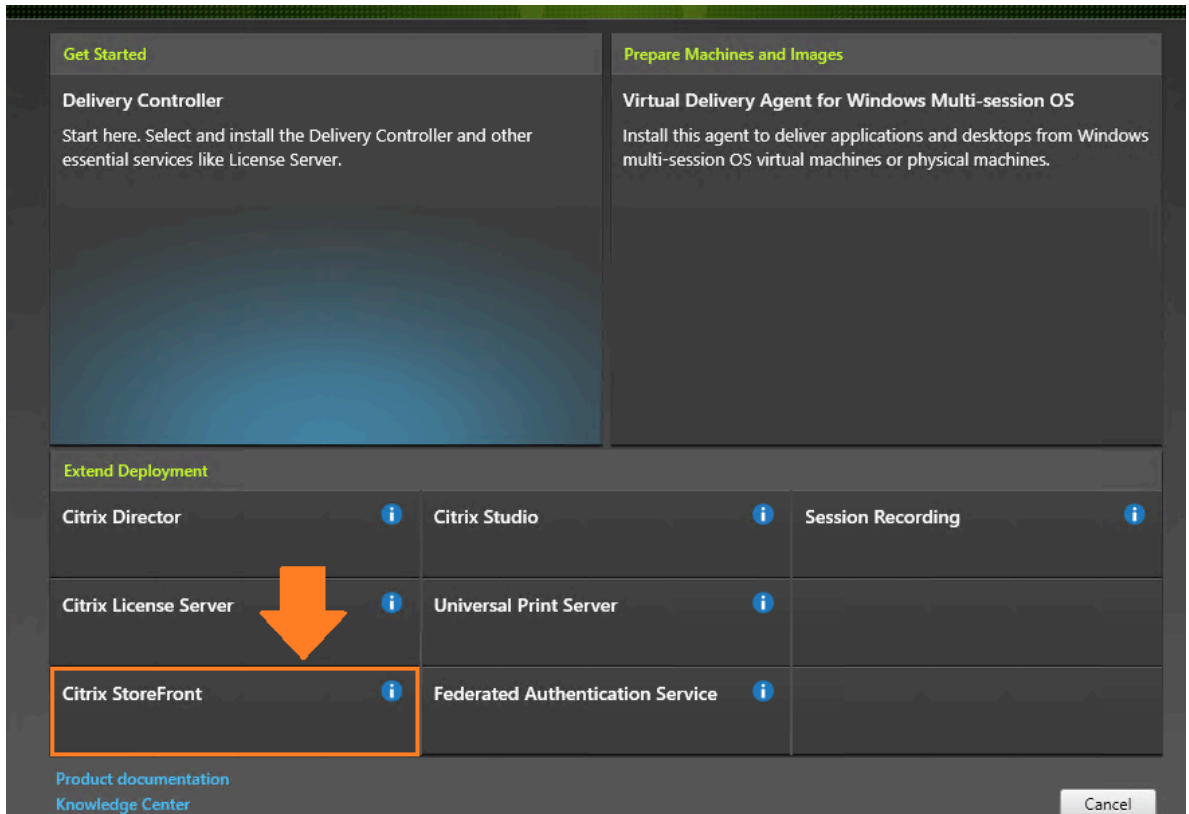 Get Started
Delivery Controller
Start here. Select and install the Delivery Controller and other
essential services like License Server.
Prepare Machines and Images
Virtual Delivery Agent for Windows Multi-session OS
Install this agent to deliver applications and desktops from Windows
multi-session OS virtual machines or physical machines.
Extend Deployment
Citrix Director
Citrix Studio
Session Recording
Citrix License Server
Universal Print Server
Citrix StoreFront
Federated Authentication Service
Product documentation
Knowledge Center
Cancel